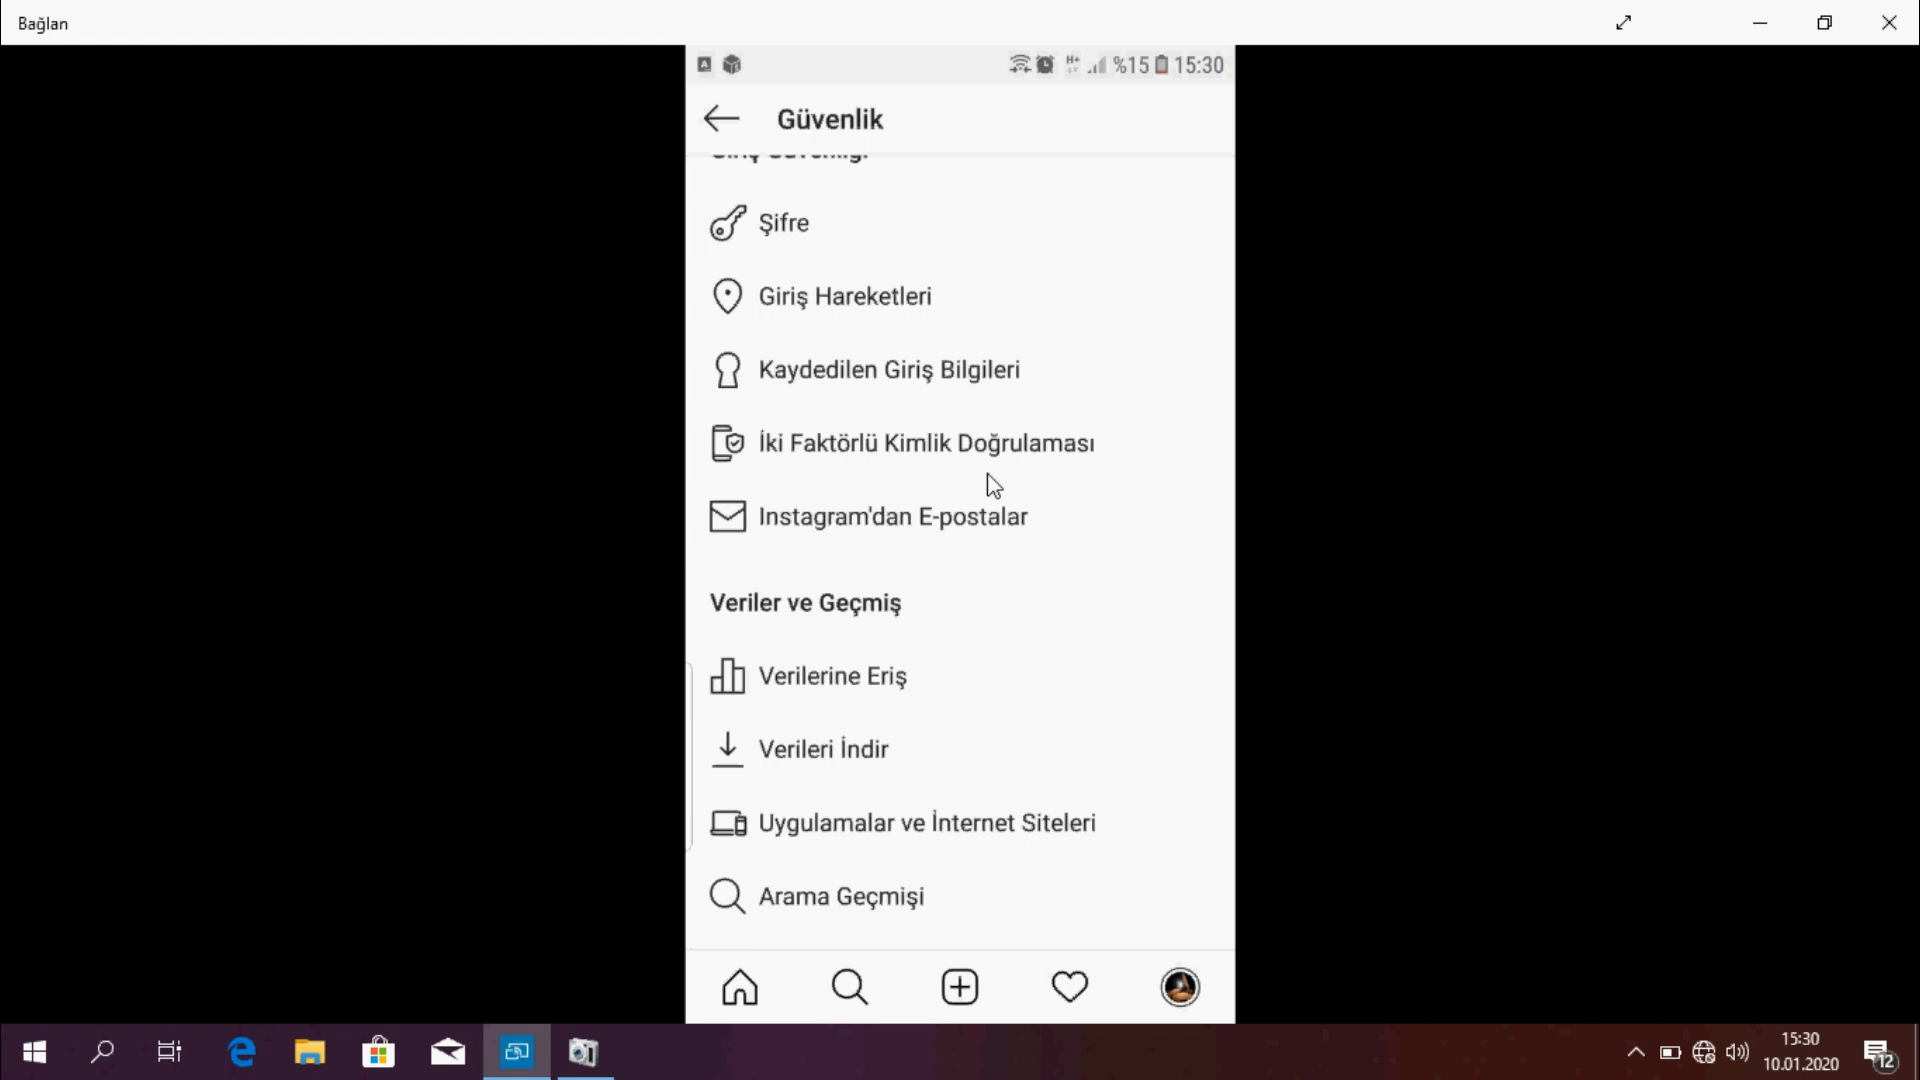 Bağlan
%15 15:30
Güvenlik
Şifre
Giriş Hareketleri
Kaydedilen Giriş Bilgileri
İki Faktörlü Kimlik Doğrulaması
Instagram'dan E-postalar
Veriler ve Geçmiş
Verilerine Eriş
Verileri İndir
Uygulamalar ve İnternet Siteleri
Arama Geçmişi
15:30
10.01.2020
12